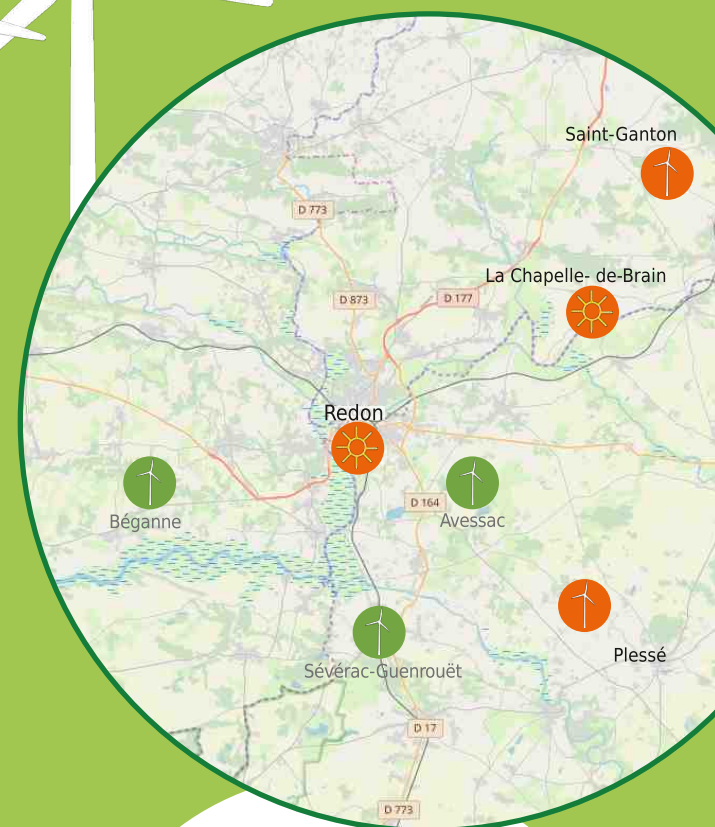 Saint-Ganton
D 773
La Chapelle- de-Brain
D 873
D 177
Redon
Béganne
D 164
Avessac
Sévérac-Guenrouët
Plessé
D 17
D 773